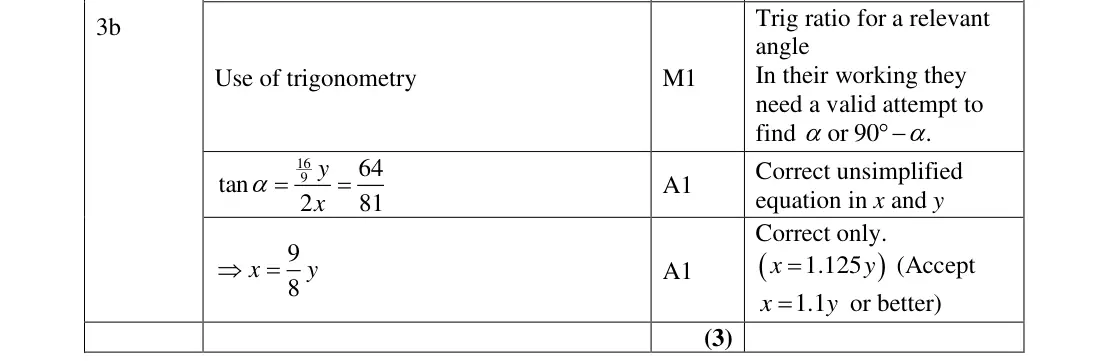 3b
Use of trigonometry
M1
Trig ratio for a relevant
angle
In their working they
need a valid attempt to
find α or 90° − α.
tan α = (16/9 y)/(2x) = 64/81
A1
Correct unsimplified
equation in x and y
⇒ x = 9/8 y
A1
Correct only.
(x = 1.125y) (Accept
x = 1.1y or better)
(3)